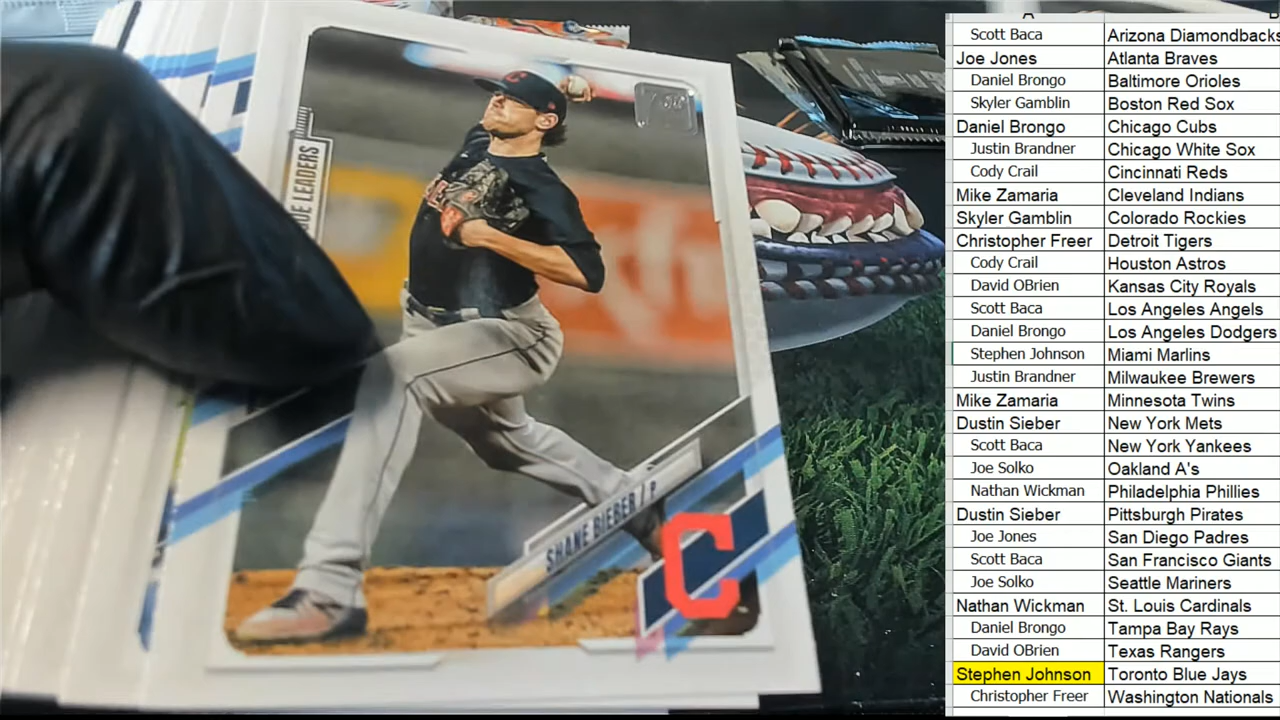 UE LEADERS
SHANE BIEBER / P
C
C
A
Scott Baca Arizona Diamondbacks
Joe Jones Atlanta Braves
Daniel Brongo Baltimore Orioles
Skyler Gamblin Boston Red Sox
Daniel Brongo Chicago Cubs
Justin Brandner Chicago White Sox
Cody Crail Cincinnati Reds
Mike Zamaria Cleveland Indians
Skyler Gamblin Colorado Rockies
Christopher Freer Detroit Tigers
Cody Crail Houston Astros
David OBrien Kansas City Royals
Scott Baca Los Angeles Angels
Daniel Brongo Los Angeles Dodgers
Stephen Johnson Miami Marlins
Justin Brandner Milwaukee Brewers
Mike Zamaria Minnesota Twins
Dustin Sieber New York Mets
Scott Baca New York Yankees
Joe Solko Oakland A's
Nathan Wickman Philadelphia Phillies
Dustin Sieber Pittsburgh Pirates
Joe Jones San Diego Padres
Scott Baca San Francisco Giants
Joe Solko Seattle Mariners
Nathan Wickman St. Louis Cardinals
Daniel Brongo Tampa Bay Rays
David OBrien Texas Rangers
Stephen Johnson Toronto Blue Jays
Christopher Freer Washington Nationals